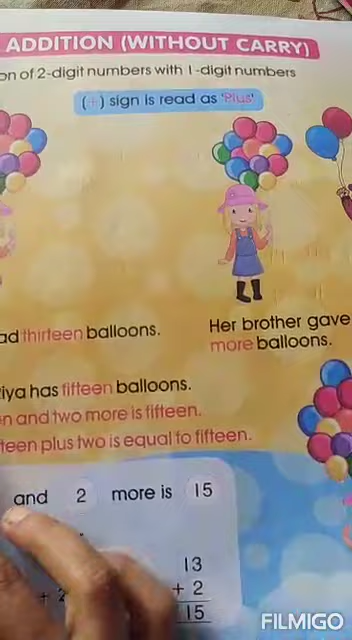 ADDITION (WITHOUT CARRY)
on of 2-digit numbers with 1-digit numbers
(+) sign is read as 'Plus'
ad thirteen balloons.
Her brother gave
more balloons.
iya has fifteen balloons.
n and two more is fifteen.
teen plus two is equal to fifteen.
and 2 more is 15
13
+ 2
+ 2
15
FILMIGO